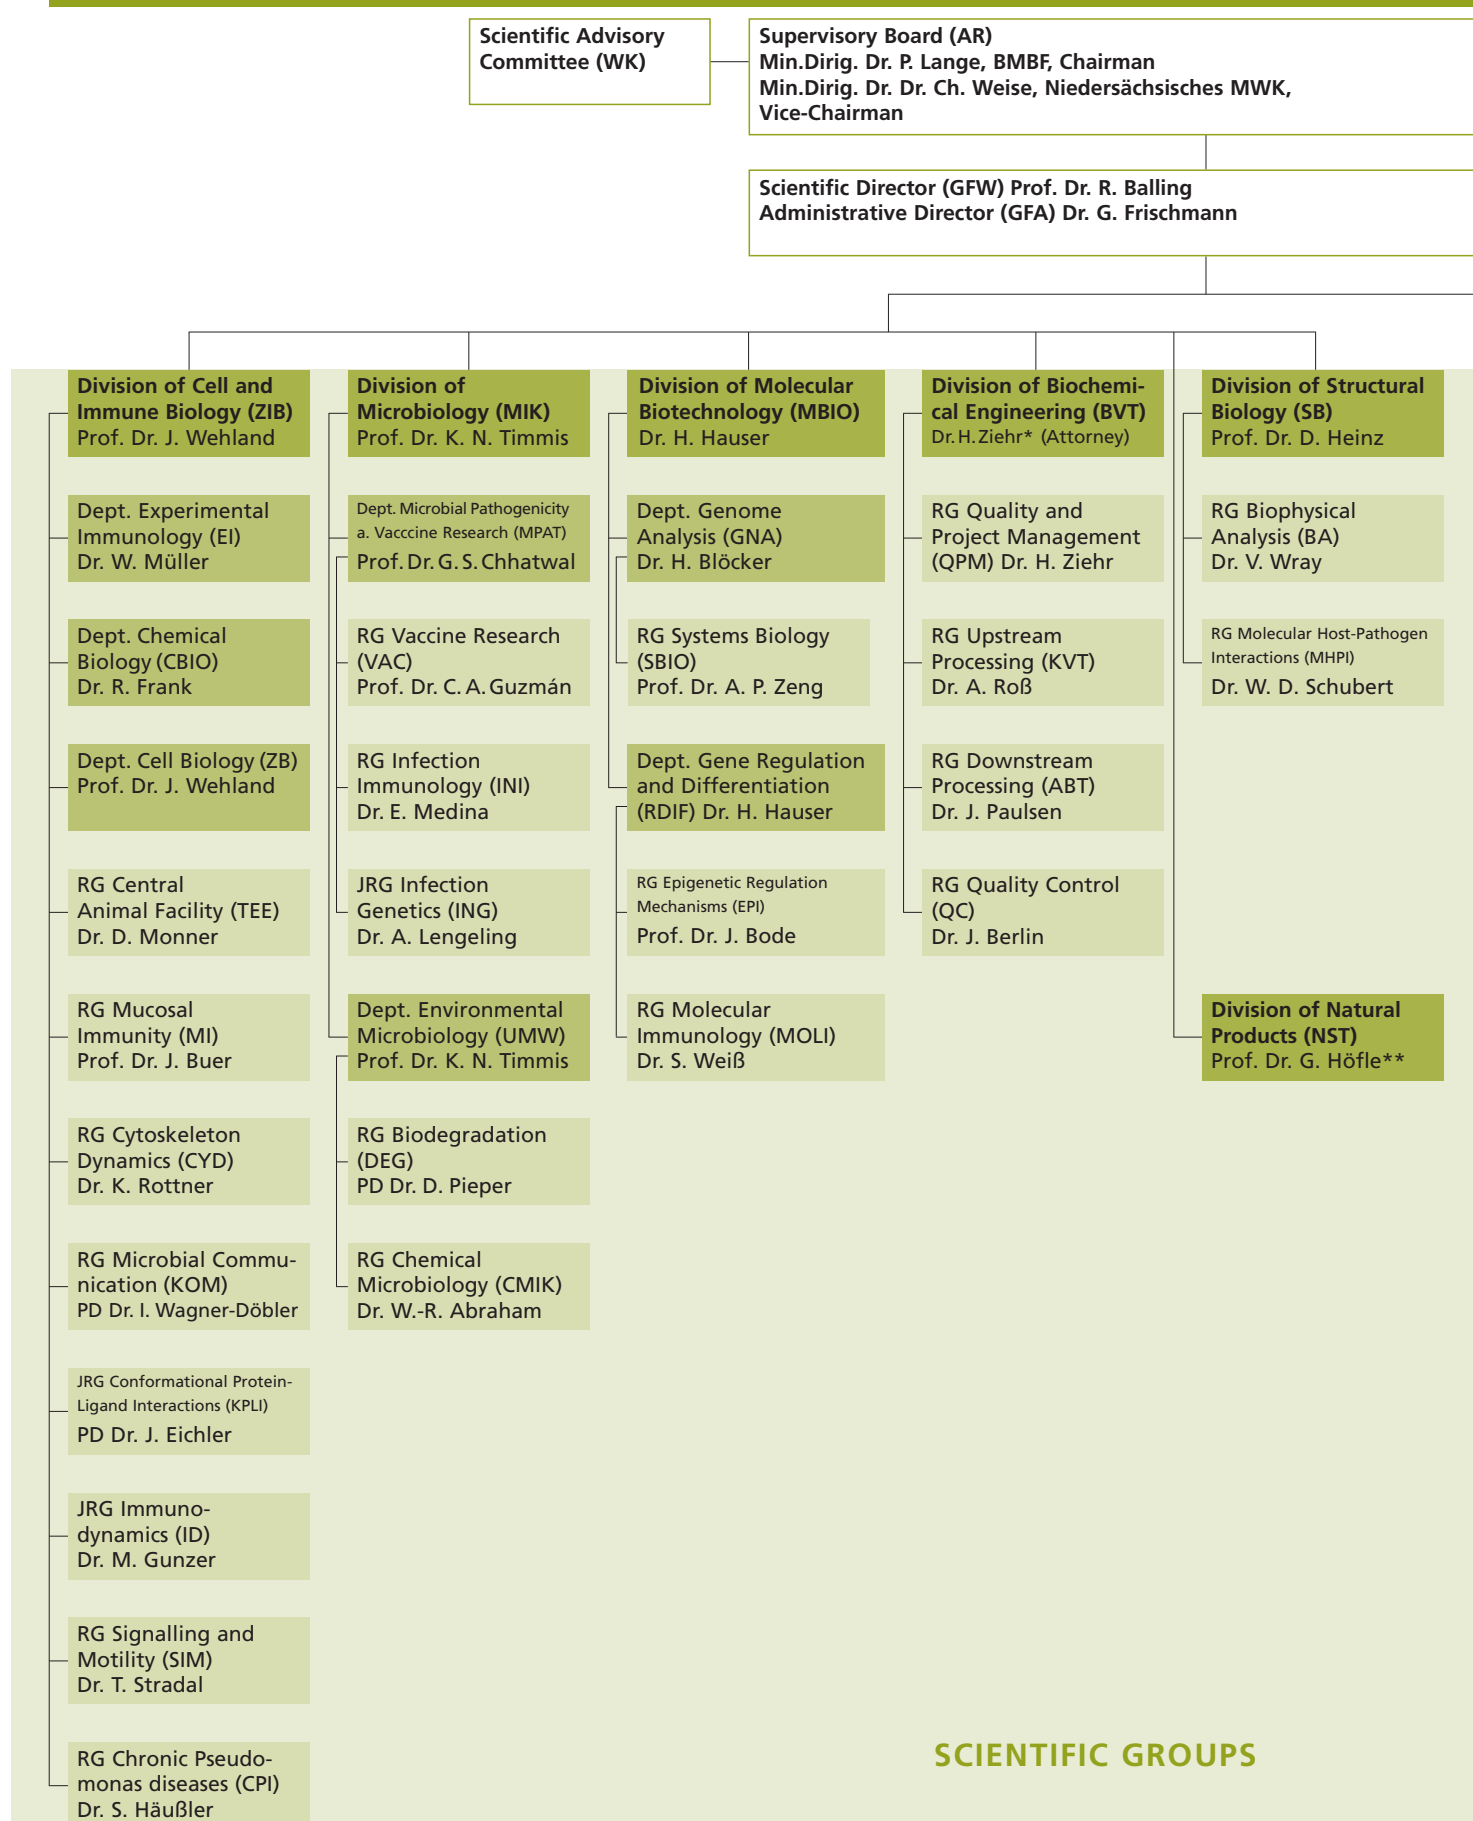 Scientific Advisory
Committee (WK)
Supervisory Board (AR)
Min.Dirig. Dr. P. Lange, BMBF, Chairman
Min.Dirig. Dr. Dr. Ch. Weise, Niedersächsisches MWK,
Vice-Chairman
Scientific Director (GFW) Prof. Dr. R. Balling
Administrative Director (GFA) Dr. G. Frischmann
Division of Cell and
Immune Biology (ZIB)
Prof. Dr. J. Wehland
Dept. Experimental
Immunology (EI)
Dr. W. Müller
Dept. Chemical
Biology (CBIO)
Dr. R. Frank
Dept. Cell Biology (ZB)
Prof. Dr. J. Wehland
RG Central
Animal Facility (TEE)
Dr. D. Monner
RG Mucosal
Immunity (MI)
Prof. Dr. J. Buer
RG Cytoskeleton
Dynamics (CYD)
Dr. K. Rottner
RG Microbial Commu-
nication (KOM)
PD Dr. I. Wagner-Döbler
JRG Conformational Protein-
Ligand Interactions (KPLI)
PD Dr. J. Eichler
JRG Immuno-
dynamics (ID)
Dr. M. Gunzer
RG Signalling and
Motility (SIM)
Dr. T. Stradal
RG Chronic Pseudo-
monas diseases (CPI)
Dr. S. Häußler
Division of
Microbiology (MIK)
Prof. Dr. K. N. Timmis
Dept. Microbial Pathogenicity
a. Vacccine Research (MPAT)
Prof. Dr. G. S. Chhatwal
RG Vaccine Research
(VAC)
Prof. Dr. C. A. Guzmán
RG Infection
Immunology (INI)
Dr. E. Medina
JRG Infection
Genetics (ING)
Dr. A. Lengeling
Dept. Environmental
Microbiology (UMW)
Prof. Dr. K. N. Timmis
RG Biodegradation
(DEG)
PD Dr. D. Pieper
RG Chemical
Microbiology (CMIK)
Dr. W.-R. Abraham
Division of Molecular
Biotechnology (MBIO)
Dr. H. Hauser
Dept. Genome
Analysis (GNA)
Dr. H. Blöcker
RG Systems Biology
(SBIO)
Prof. Dr. A. P. Zeng
Dept. Gene Regulation
and Differentiation
(RDIF) Dr. H. Hauser
RG Epigenetic Regulation
Mechanisms (EPI)
Prof. Dr. J. Bode
RG Molecular
Immunology (MOLI)
Dr. S. Weiß
Division of Biochemi-
cal Engineering (BVT)
Dr. H. Ziehr* (Attorney)
RG Quality and
Project Management
(QPM) Dr. H. Ziehr
RG Upstream
Processing (KVT)
Dr. A. Roß
RG Downstream
Processing (ABT)
Dr. J. Paulsen
RG Quality Control
(QC)
Dr. J. Berlin
Division of Structural
Biology (SB)
Prof. Dr. D. Heinz
RG Biophysical
Analysis (BA)
Dr. V. Wray
RG Molecular Host-Pathogen
Interactions (MHPI)
Dr. W. D. Schubert
Division of Natural
Products (NST)
Prof. Dr. G. Höfle**
SCIENTIFIC GROUPS